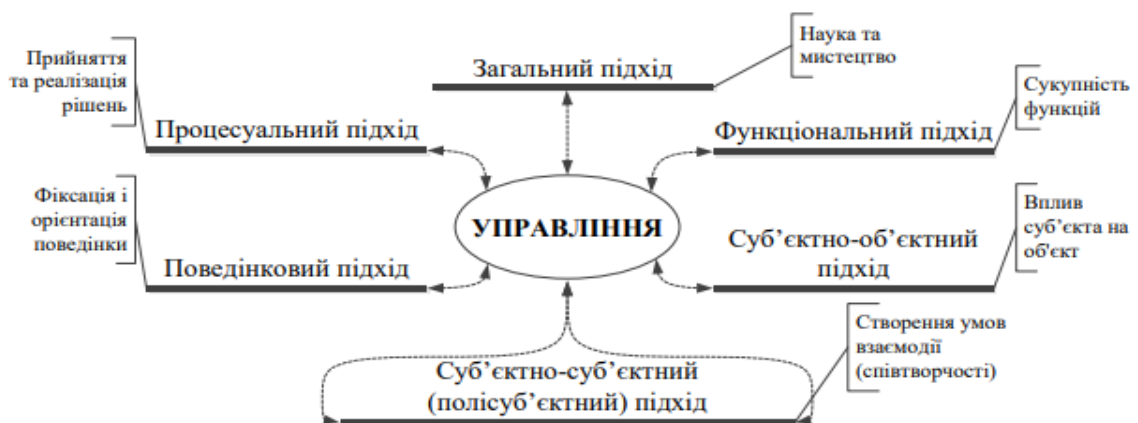 Прийняття
та реалізація
рішень
Процесуальний підхід
Загальний підхід
Наука та
мистецтво
Сукупність
функцій
Функціональний підхід
Фіксація і
орієнтація
поведінки
Поведінковий підхід
УПРАВЛІННЯ
Вплив
суб’єкта на
об'єкт
Суб’єктно-об’єктний
підхід
Створення умов
взаємодії
(співтворчості)
Суб’єктно-суб’єктний
(полісуб’єктний) підхід